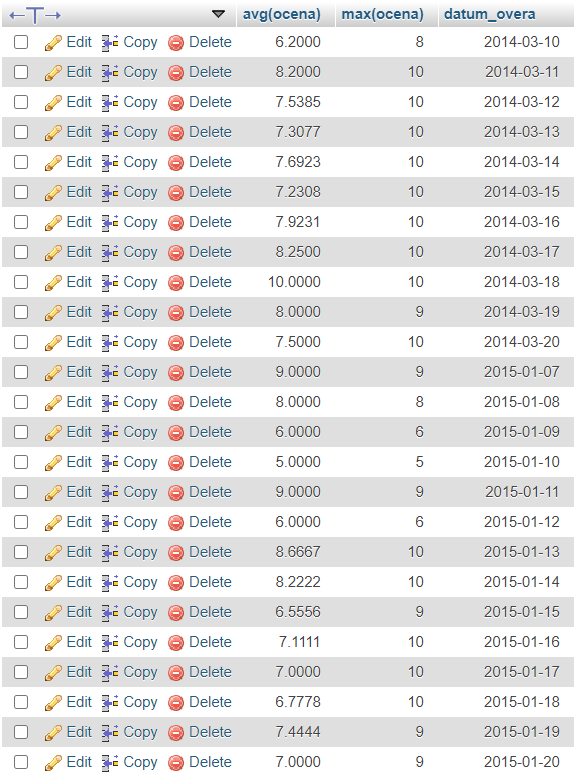 avg(ocena) max(ocena) datum_overa
Edit Copy Delete 6.2000 8 2014-03-10
Edit Copy Delete 8.2000 10 2014-03-11
Edit Copy Delete 7.5385 10 2014-03-12
Edit Copy Delete 7.3077 10 2014-03-13
Edit Copy Delete 7.6923 10 2014-03-14
Edit Copy Delete 7.2308 10 2014-03-15
Edit Copy Delete 7.9231 10 2014-03-16
Edit Copy Delete 8.2500 10 2014-03-17
Edit Copy Delete 10.0000 10 2014-03-18
Edit Copy Delete 8.0000 9 2014-03-19
Edit Copy Delete 7.5000 10 2014-03-20
Edit Copy Delete 9.0000 9 2015-01-07
Edit Copy Delete 8.0000 8 2015-01-08
Edit Copy Delete 6.0000 6 2015-01-09
Edit Copy Delete 5.0000 5 2015-01-10
Edit Copy Delete 9.0000 9 2015-01-11
Edit Copy Delete 6.0000 6 2015-01-12
Edit Copy Delete 8.6667 10 2015-01-13
Edit Copy Delete 8.2222 10 2015-01-14
Edit Copy Delete 6.5556 9 2015-01-15
Edit Copy Delete 7.1111 10 2015-01-16
Edit Copy Delete 7.0000 10 2015-01-17
Edit Copy Delete 6.7778 10 2015-01-18
Edit Copy Delete 7.4444 9 2015-01-19
Edit Copy Delete 7.0000 9 2015-01-20